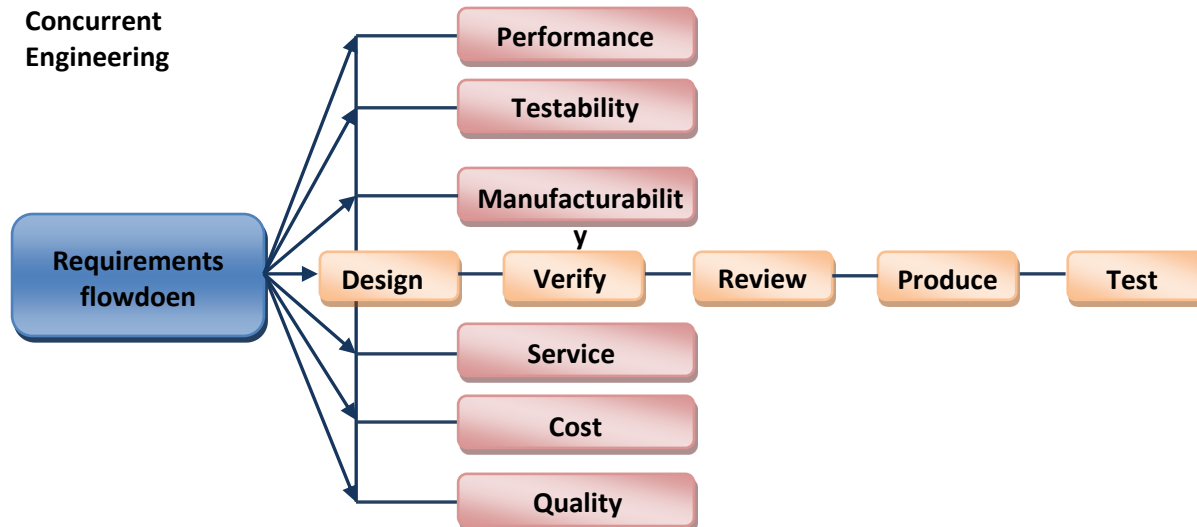 Concurrent
Engineering
Performance
Testability
Manufacturabilit
y
Requirements
flowdoen
Design
Verify
Review
Produce
Test
Service
Cost
Quality